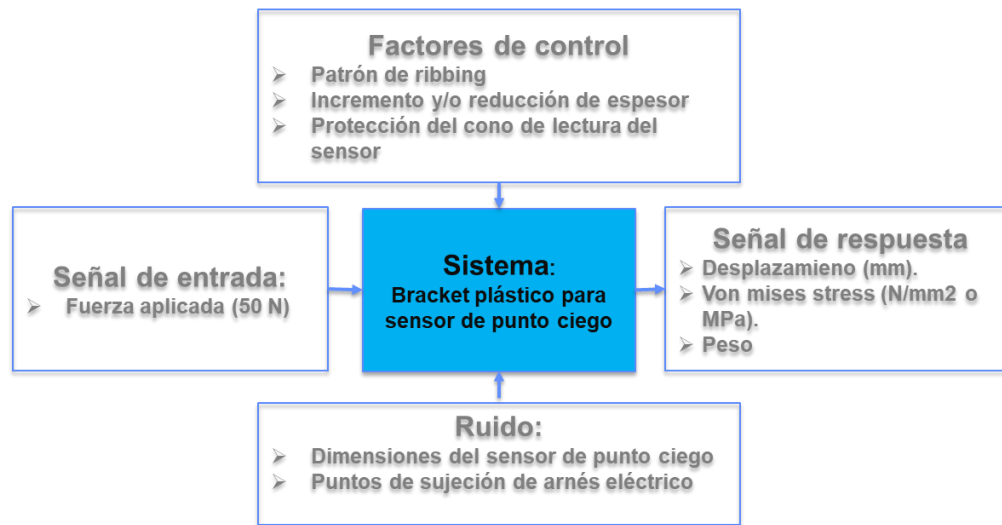 Factores de control
➢ Patrón de ribbing
➢ Incremento y/o reducción de espesor
➢ Protección del cono de lectura del
sensor
Señal de entrada:
➢ Fuerza aplicada (50 N)
Sistema:
Bracket plástico para
sensor de punto ciego
Señal de respuesta
➢ Desplazamieno (mm).
➢ Von mises stress (N/mm2 o
MPa).
➢ Peso
Ruido:
➢ Dimensiones del sensor de punto ciego
➢ Puntos de sujeción de arnés eléctrico